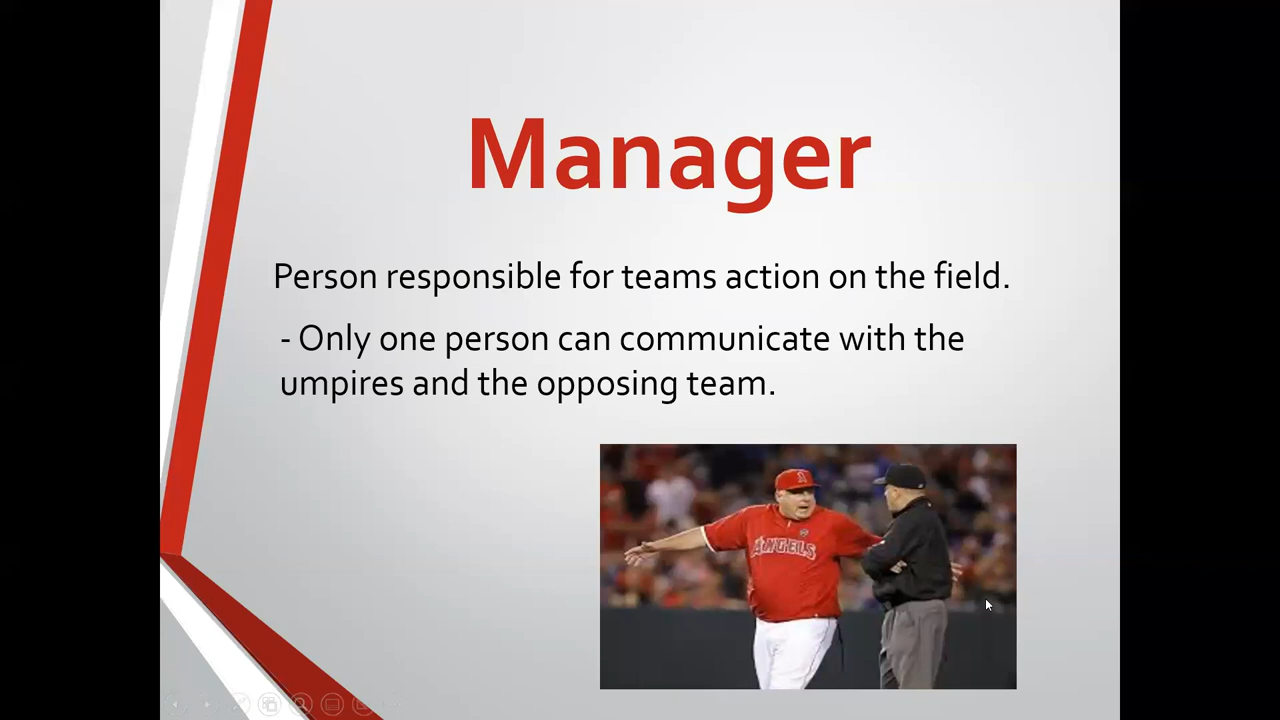 Manager
Person responsible for teams action on the field.
- Only one person can communicate with the
umpires and the opposing team.
ANGELS